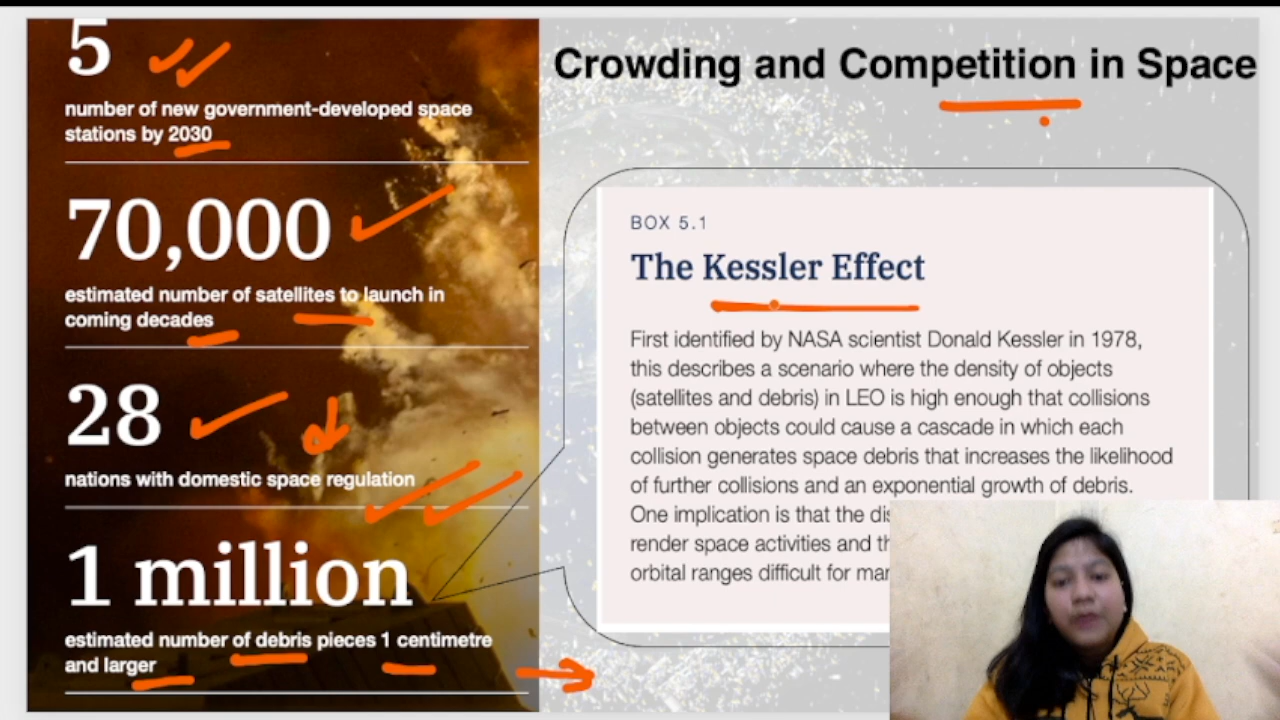 5
number of new government-developed space
stations by 2030
70,000
estimated number of satellites to launch in
coming decades
28
nations with domestic space regulation
1 million
estimated number of debris pieces 1 centimetre
and larger
Crowding and Competition in Space
BOX 5.1
The Kessler Effect
First identified by NASA scientist Donald Kessler in 1978,
this describes a scenario where the density of objects
(satellites and debris) in LEO is high enough that collisions
between objects could cause a cascade in which each
collision generates space debris that increases the likelihood
of further collisions and an exponential growth of debris.
One implication is that the
render space activities and
orbital ranges difficult for